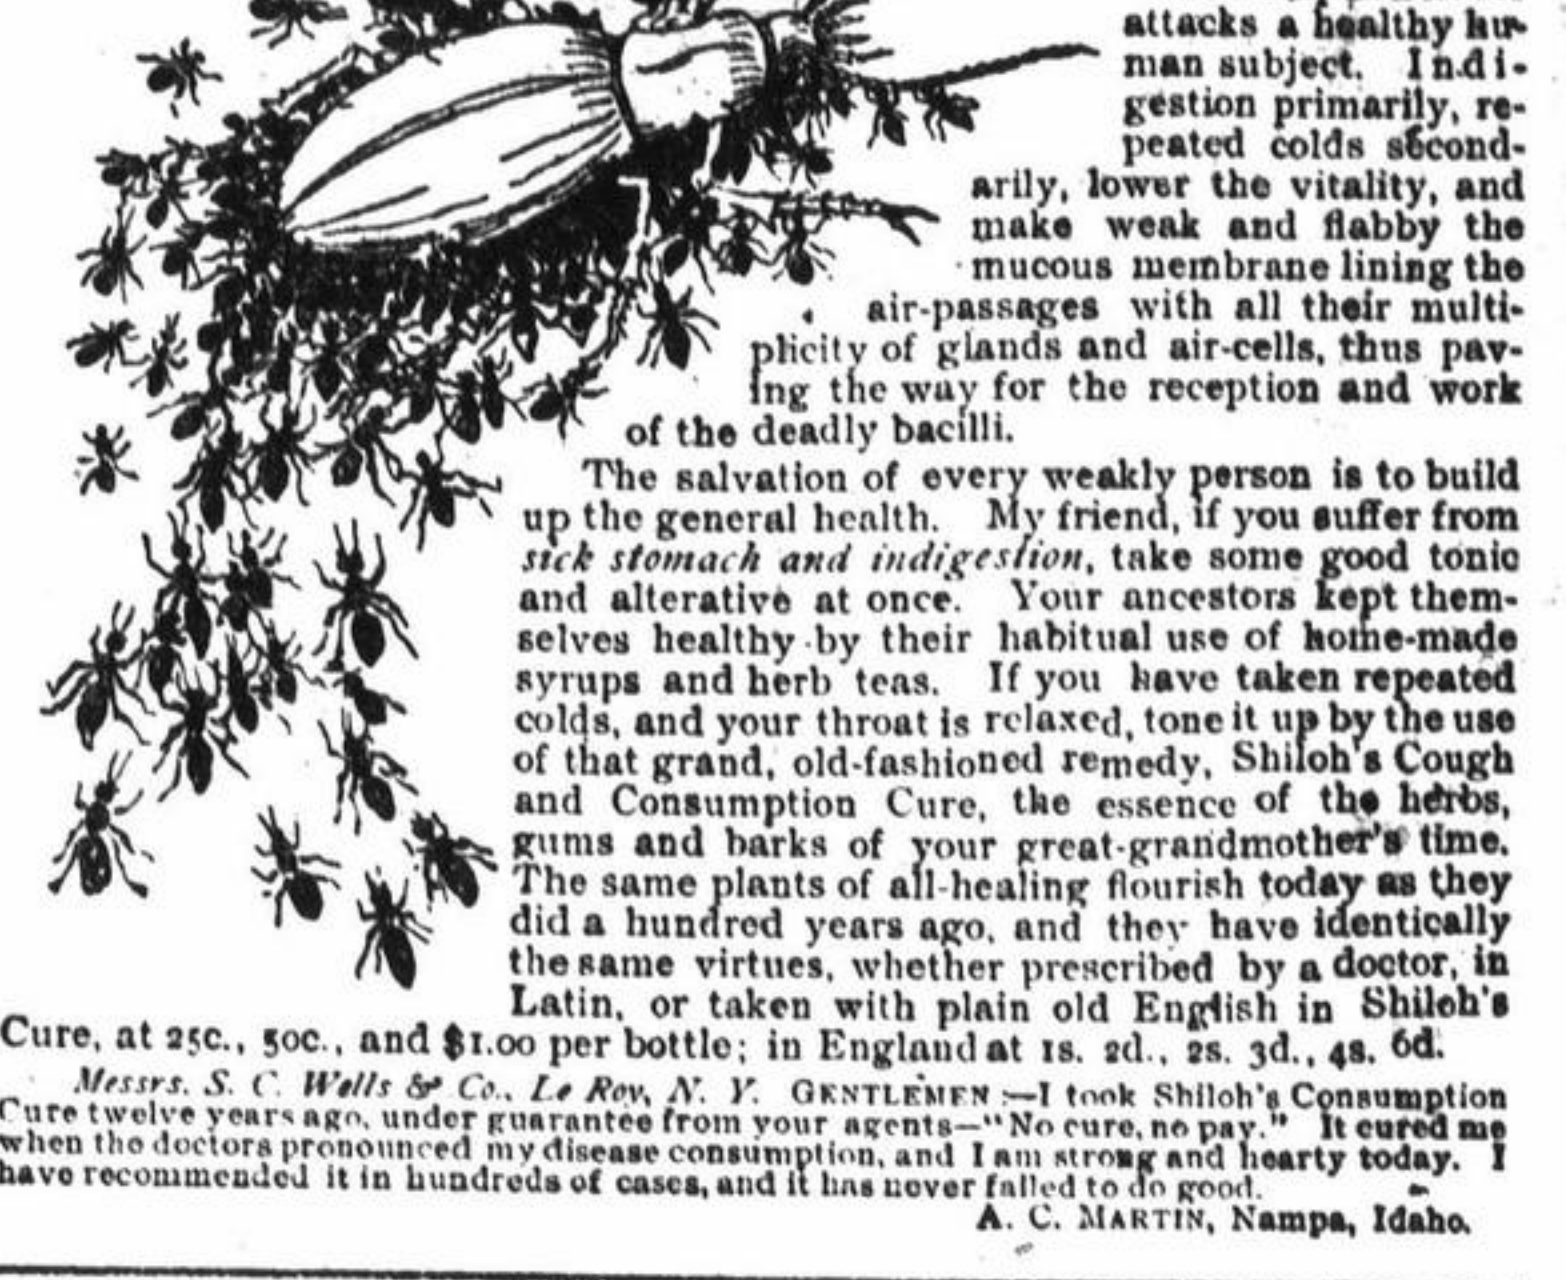 attacks a healthy hu-
man subject. Indi-
gestion primarily, re-
peated colds second-
arily, lower the vitality, and
make weak and flabby the
mucous membrane lining the
air-passages with all their multi-
plicity of glands and air-cells, thus pav-
ing the way for the reception and work
of the deadly bacilli.
The salvation of every weakly person is to build
up the general health. My friend, if you suffer from
sick stomach and indigestion, take some good tonic
and alterative at once. Your ancestors kept them-
selves healthy by their habitual use of home-made
syrups and herb teas. If you have taken repeated
colds, and your throat is relaxed, tone it up by the use
of that grand, old-fashioned remedy, Shiloh's Cough
and Consumption Cure, the essence of the herbs,
gums and barks of your great-grandmother's time.
The same plants of all-healing flourish today as they
did a hundred years ago, and they have identically
the same virtues, whether prescribed by a doctor, in
Latin, or taken with plain old English in Shiloh's
Cure, at 25c., 50c., and $1.00 per bottle; in England at 1s. 2d., 2s. 3d., 4s. 6d.
Messrs. S. C. Wells & Co., Le Roy, N. Y. GENTLEMEN:—I took Shiloh's Consumption
Cure twelve years ago, under guarantee from your agents—"No cure, no pay." It cured me
when the doctors pronounced my disease consumption, and I am strong and hearty today. I
have recommended it in hundreds of cases, and it has never failed to do good.
A. C. MARTIN, Nampa, Idaho.